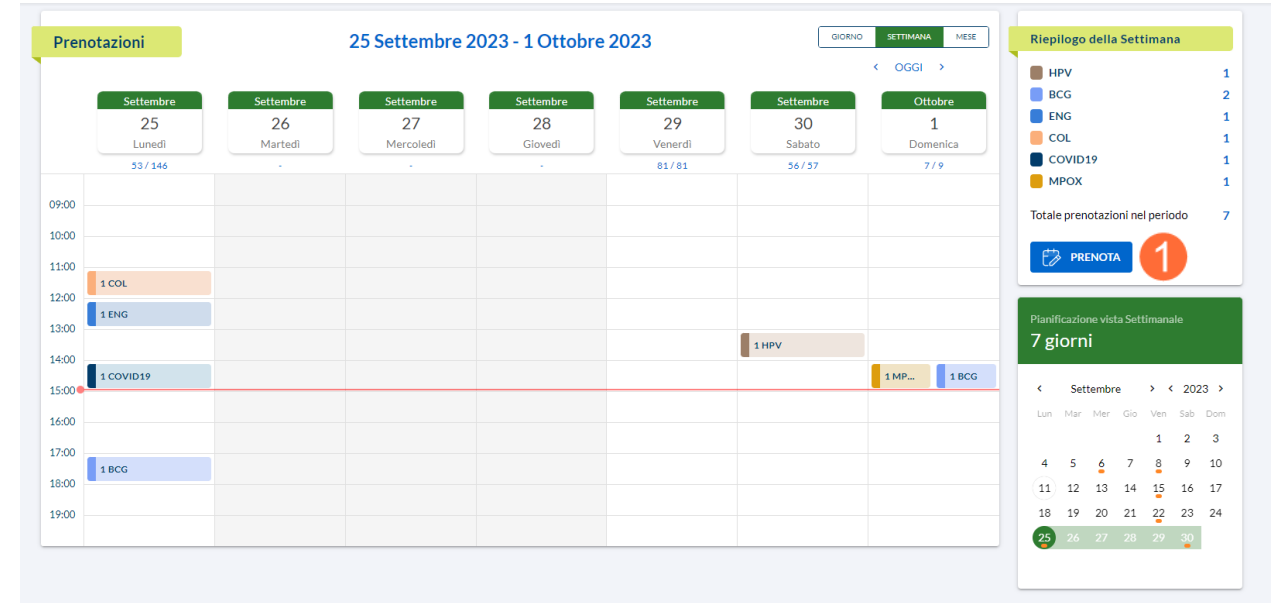 Prenotazioni
25 Settembre 2023 - 1 Ottobre 2023
GIORNO SETTIMANA MESE
< OGGI >
Settembre Settembre Settembre Settembre Settembre Settembre Ottobre
25 26 27 28 29 30 1
Lunedì Martedì Mercoledì Giovedì Venerdì Sabato Domenica
53 / 146 - - - 81 / 81 56 / 57 7 / 9
09:00
10:00
11:00
1 COL
12:00
1 ENG
13:00
1 HPV
14:00
1 COVID19 1 MP... 1 BCG
15:00
16:00
17:00
1 BCG
18:00
19:00
Riepilogo della Settimana
HPV 1
BCG 2
ENG 1
COL 1
COVID19 1
MPOX 1
Totale prenotazioni nel periodo 7
PRENOTA 1
Pianificazione vista Settimanale
7 giorni
< Settembre > < 2023 >
Lun Mar Mer Gio Ven Sab Dom
1 2 3
4 5 6 7 8 9 10
11 12 13 14 15 16 17
18 19 20 21 22 23 24
25 26 27 28 29 30